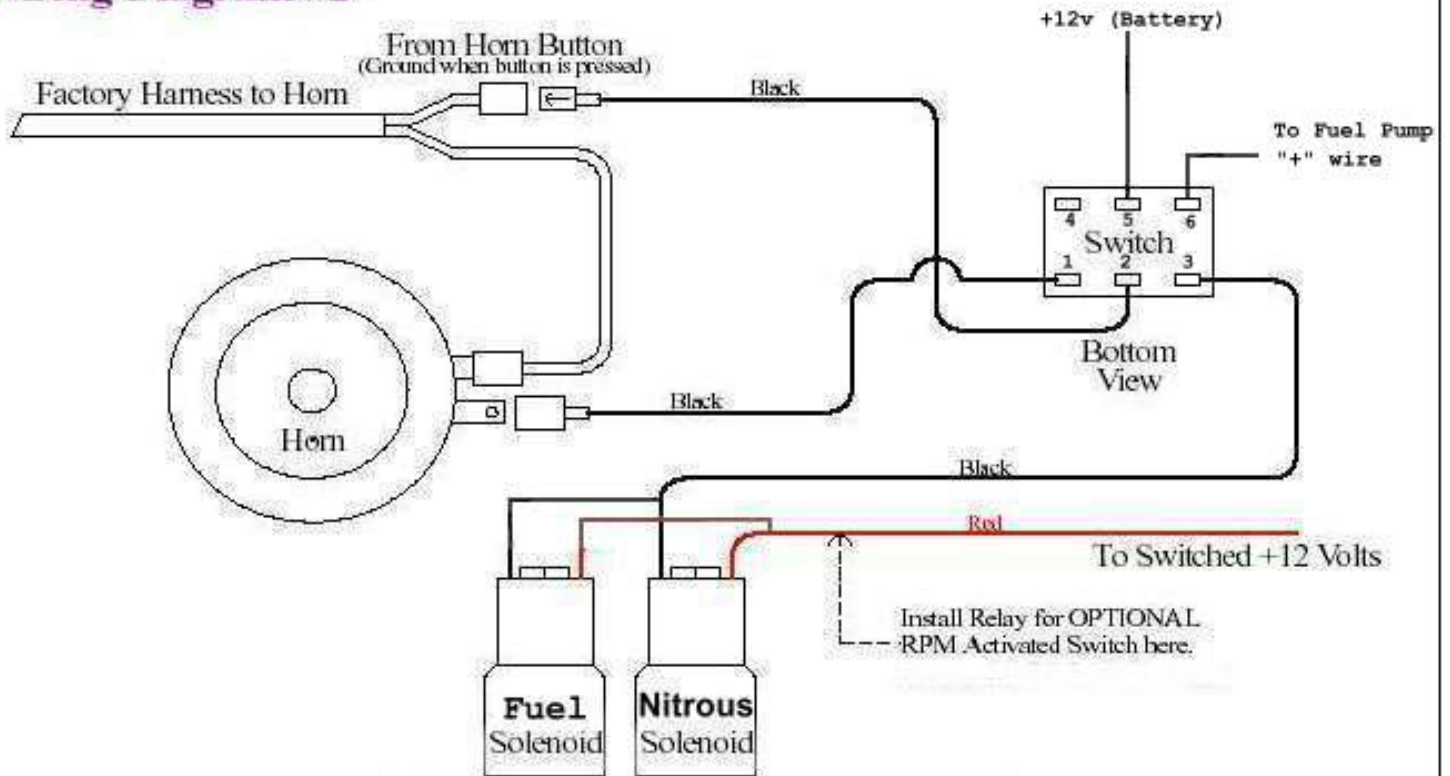 +12v (Battery)
From Horn Button
(Ground when button is pressed)
Factory Harness to Horn
Black
To Fuel Pump
"+" wire
4 5 6
Switch
1 2 3
Bottom
View
Horn
Black
Black
Red
To Switched +12 Volts
Install Relay for OPTIONAL
RPM Activated Switch here.
Fuel
Solenoid
Nitrous
Solenoid